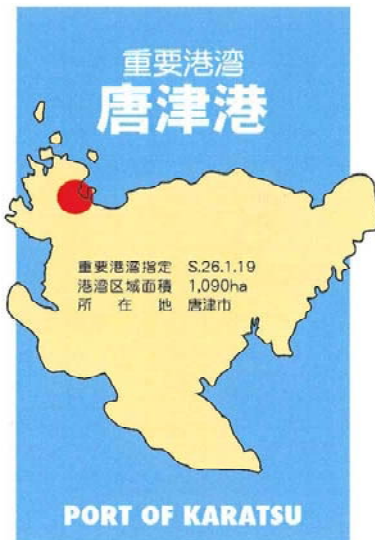 重要港湾
唐津港
重要港湾指定 S.26.1.19
港湾区域面積 1,090ha
所在地 唐津市
PORT OF KARATSU